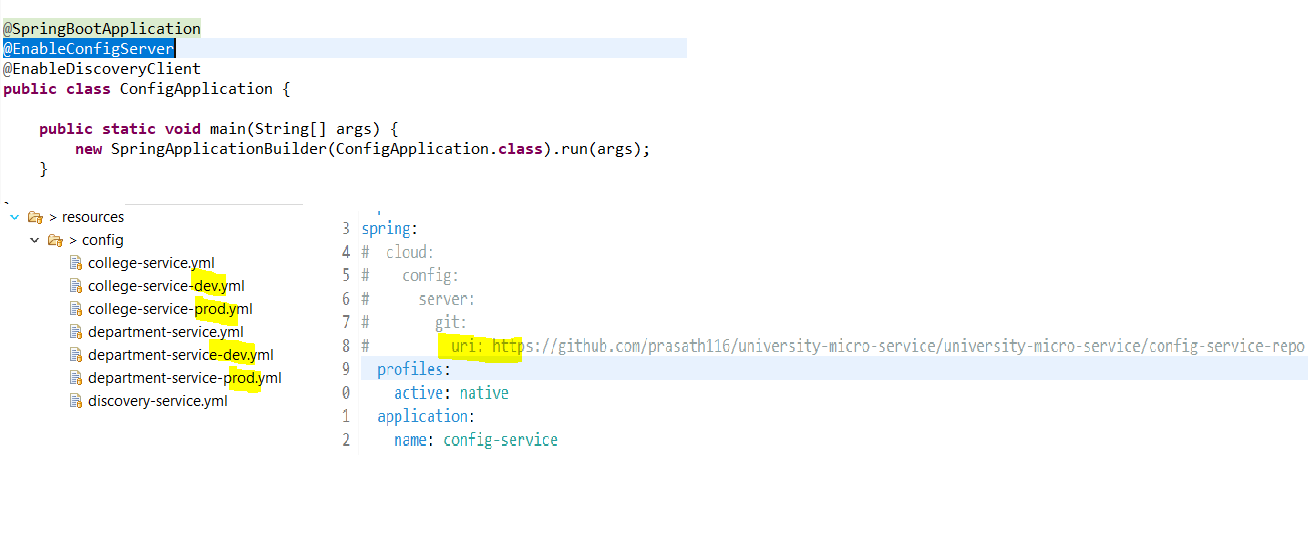 @SpringBootApplication
@EnableConfigServer
@EnableDiscoveryClient
public class ConfigApplication {
public static void main(String[] args) {
new SpringApplicationBuilder(ConfigApplication.class).run(args);
}
> resources
> config
college-service.yml
college-service-dev.yml
college-service-prod.yml
department-service.yml
department-service-dev.yml
department-service-prod.yml
discovery-service.yml
3 spring:
4 # cloud:
5 # config:
6 # server:
7 # git:
8 # uri: https://github.com/prasath116/university-micro-service/university-micro-service/config-service-repo
9 profiles:
0 active: native
1 application:
2 name: config-service